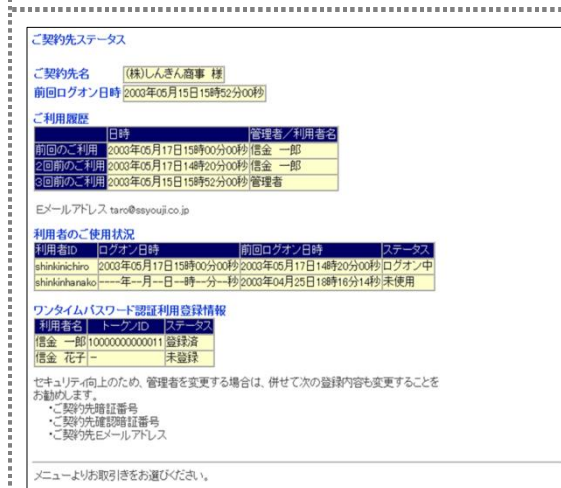 ご契約先ステータス
ご契約先名 (株)しんきん商事 様
前回ログオン日時 2003年05月15日15時52分00秒
ご利用履歴
日時 管理者/利用者名
前回のご利用 2003年05月17日15時00分00秒 信金 一郎
2回前のご利用 2003年05月17日14時20分00秒 信金 一郎
3回前のご利用 2003年05月15日15時52分00秒 管理者
Eメールアドレス taro@ssyouji.co.jp
利用者のご使用状況
利用者ID ログオン日時 前回ログオン日時 ステータス
shinkinichiro 2003年05月17日15時00分00秒 2003年05月17日14時20分00秒 ログオン中
shinkinhanako ----年--月--日--時--分--秒 2003年04月25日18時16分14秒 未使用
ワンタイムパスワード認証利用登録情報
利用者名 トークンID ステータス
信金 一郎 10000000000011 登録済
信金 花子 - 未登録
セキュリティ向上のため、管理者を変更する場合は、併せて次の登録内容も変更することを
お勧めします。
・ご契約先暗証番号
・ご契約先確認暗証番号
・ご契約先Eメールアドレス
メニューよりお取引きをお選びください。